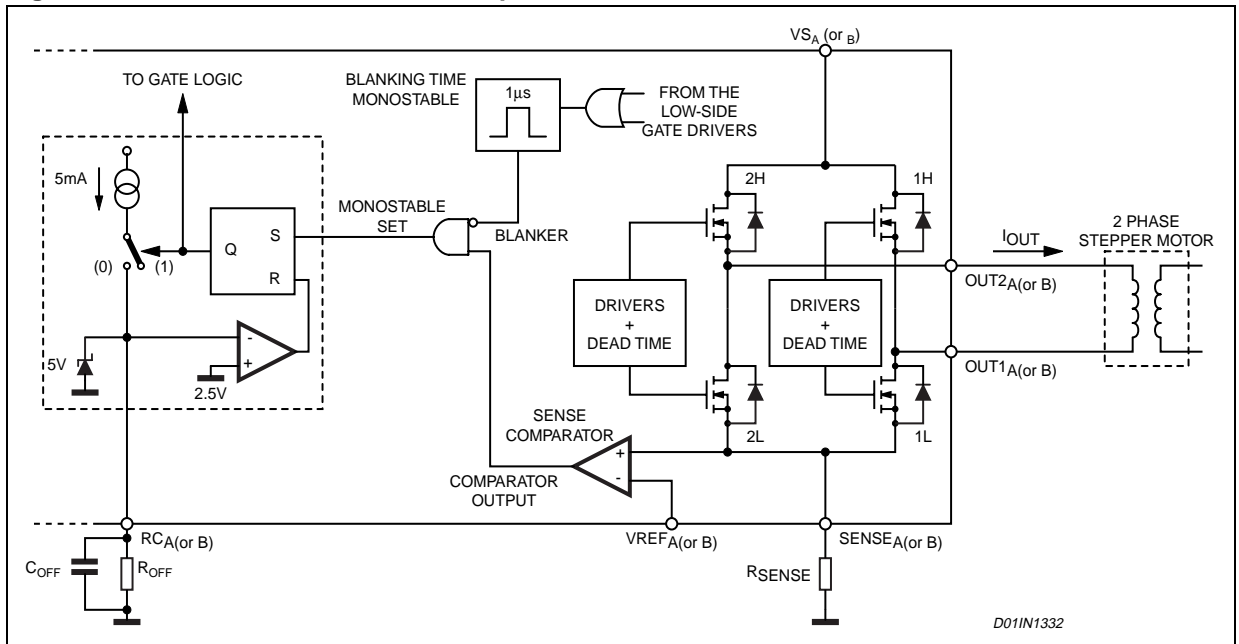 VSA (or B)
TO GATE LOGIC
BLANKING TIME
MONOSTABLE
1μs
FROM THE
LOW-SIDE
GATE DRIVERS
5mA
2H
1H
MONOSTABLE
SET
BLANKER
S
Q
R
(0)
(1)
IOUT
2 PHASE
STEPPER MOTOR
OUT2A(or B)
DRIVERS
+
DEAD TIME
DRIVERS
+
DEAD TIME
5V
-
+
2.5V
OUT1A(or B)
SENSE
COMPARATOR
2L
1L
+
-
COMPARATOR
OUTPUT
RCA(or B)
VREFA(or B)
SENSEA(or B)
COFF
ROFF
RSENSE
D01IN1332